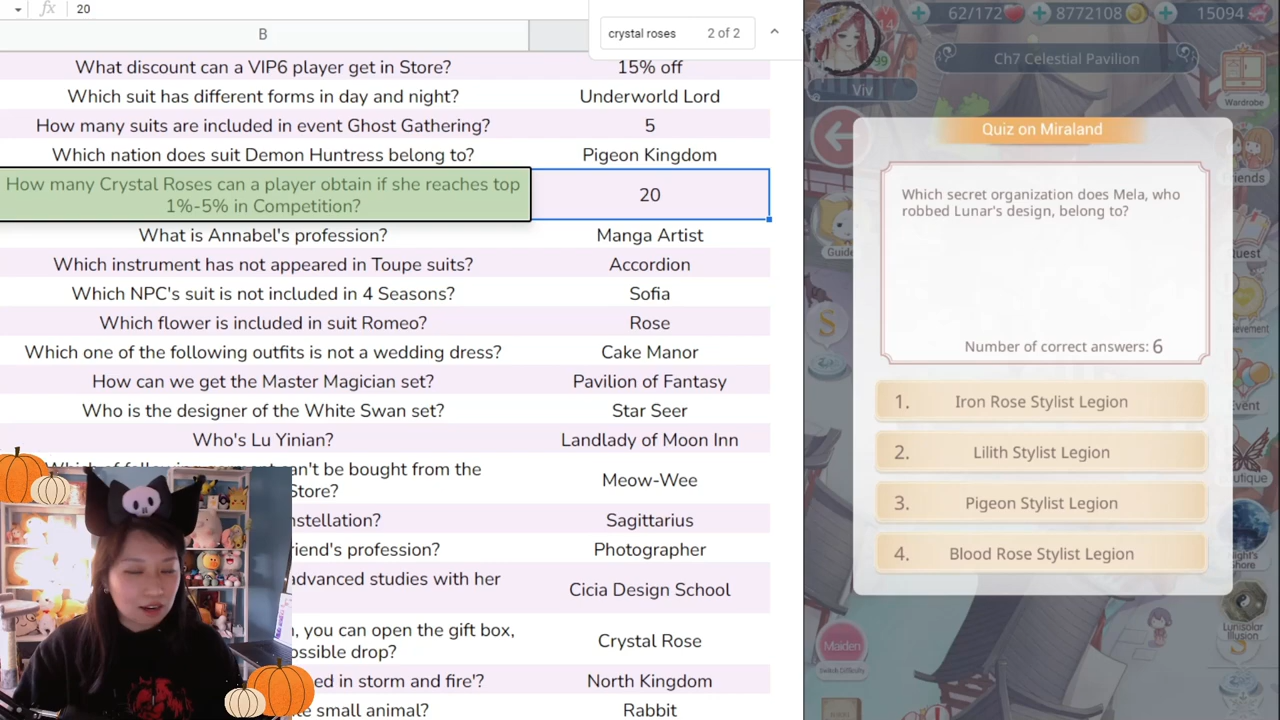 20
crystal roses 2 of 2
B
What discount can a VIP6 player get in Store? 15% off
Which suit has different forms in day and night? Underworld Lord
How many suits are included in event Ghost Gathering? 5
Which nation does suit Demon Huntress belong to? Pigeon Kingdom
How many Crystal Roses can a player obtain if she reaches top
1%-5% in Competition? 20
What is Annabel's profession? Manga Artist
Which instrument has not appeared in Toupe suits? Accordion
Which NPC's suit is not included in 4 Seasons? Sofia
Which flower is included in suit Romeo? Rose
Which one of the following outfits is not a wedding dress? Cake Manor
How can we get the Master Magician set? Pavilion of Fantasy
Who is the designer of the White Swan set? Star Seer
Who's Lu Yinian? Landlady of Moon Inn
can't be bought from the
Store? Meow-Wee
Sagittarius
profession? Photographer
advanced studies with her
Cicia Design School
, you can open the gift box,
drop? Crystal Rose
ed in storm and fire'? North Kingdom
small animal? Rabbit
62/172 8772108 15094
Ch7 Celestial Pavilion
Viv
Wardrobe
Quiz on Miraland
Which secret organization does Mela, who
robbed Lunar's design, belong to?
Number of correct answers: 6
1. Iron Rose Stylist Legion
2. Lilith Stylist Legion
3. Pigeon Stylist Legion
4. Blood Rose Stylist Legion
Maiden
Switch Difficulty
Lunisolar
Illusion